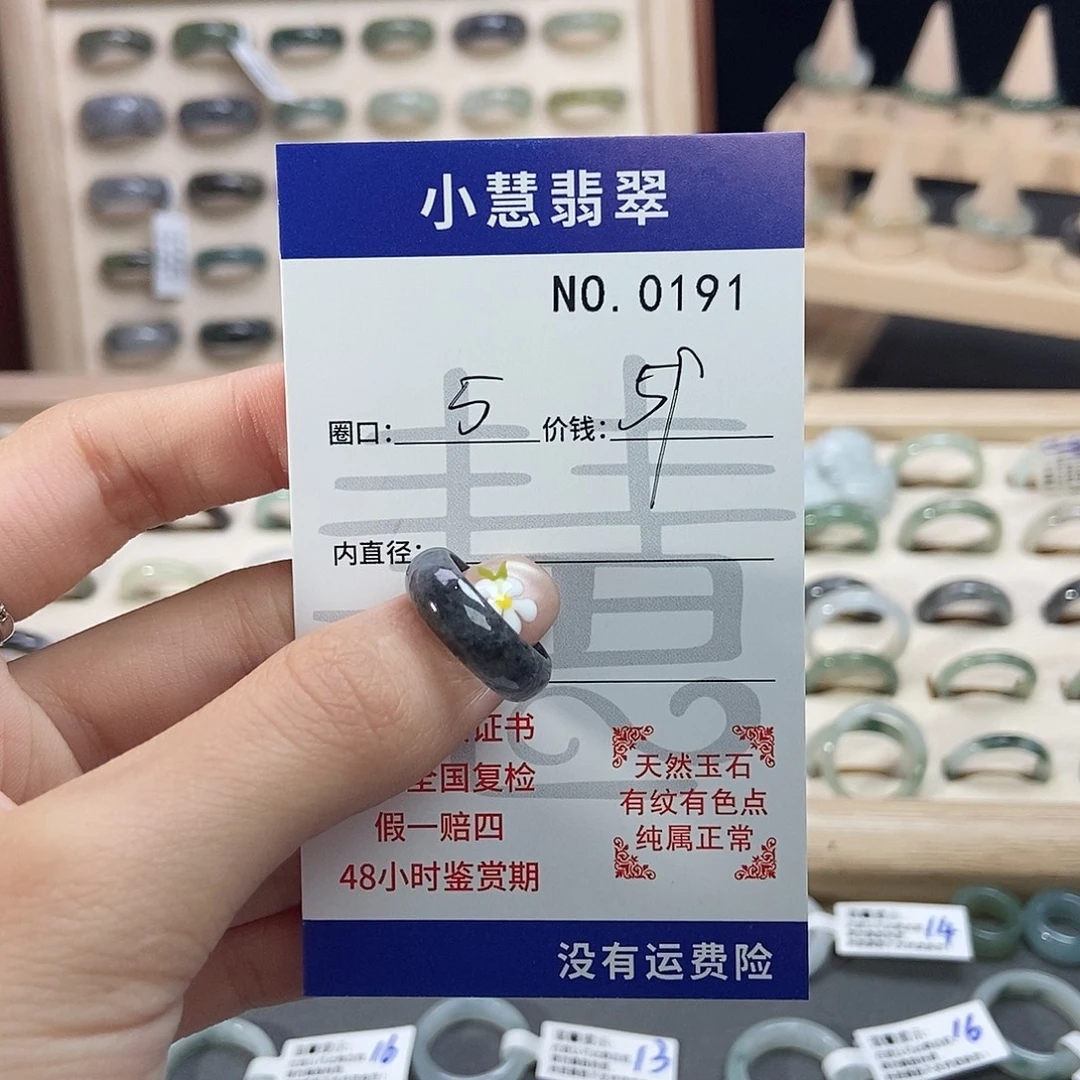 小慧翡翠
NO.0191
圈口: 5 价钱: 5
内直径:
证书
全国复检
假一赔四
48小时鉴赏期
天然玉石
有纹有色点
纯属正常
没有运费险
14
16
13
16